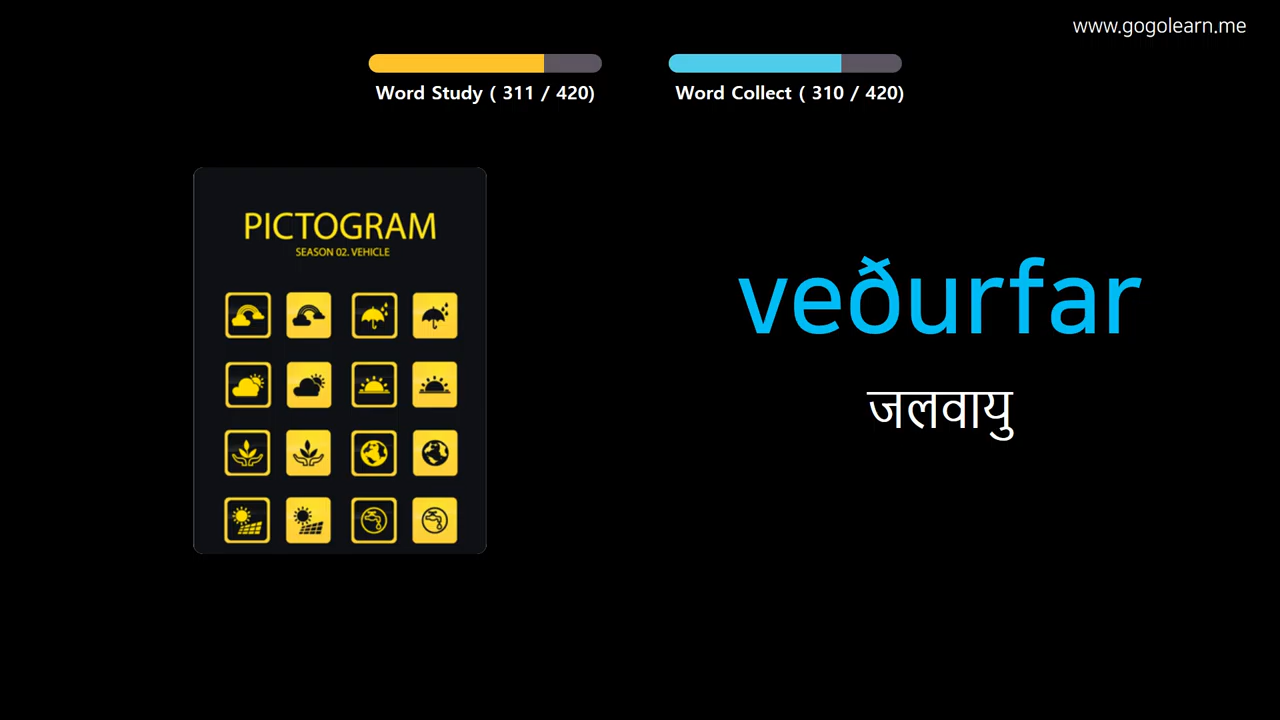 www.gogolearn.me
Word Study ( 311 / 420)
Word Collect ( 310 / 420)
PICTOGRAM
SEASON 02. VEHICLE
veðurfar
जलवायु